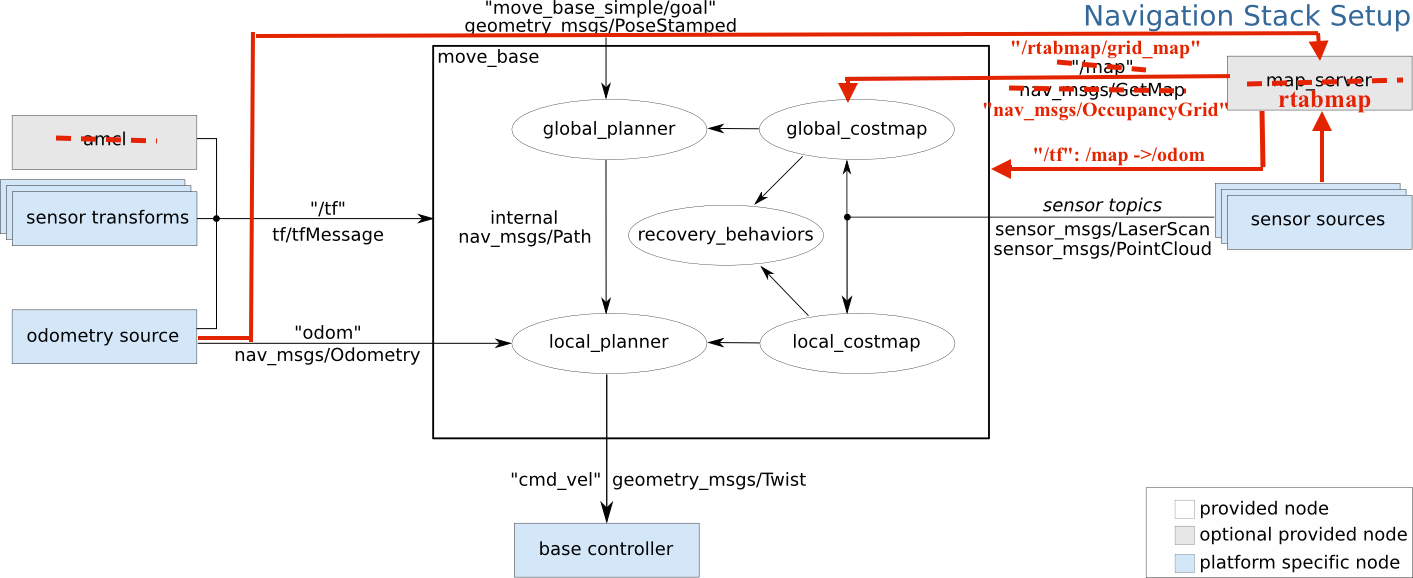 Navigation Stack Setup
"move_base_simple/goal"
geometry_msgs/PoseStamped
move_base
"/rtabmap/grid_map"
"/map"
nav_msgs/GetMap
"nav_msgs/OccupancyGrid"
map_server
rtabmap
global_planner
global_costmap
amcl
"/tf": /map ->/odom
sensor transforms
"/tf"
tf/tfMessage
internal
nav_msgs/Path
recovery_behaviors
sensor topics
sensor_msgs/LaserScan
sensor_msgs/PointCloud
sensor sources
odometry source
"odom"
nav_msgs/Odometry
local_planner
local_costmap
"cmd_vel" geometry_msgs/Twist
base controller
provided node
optional provided node
platform specific node